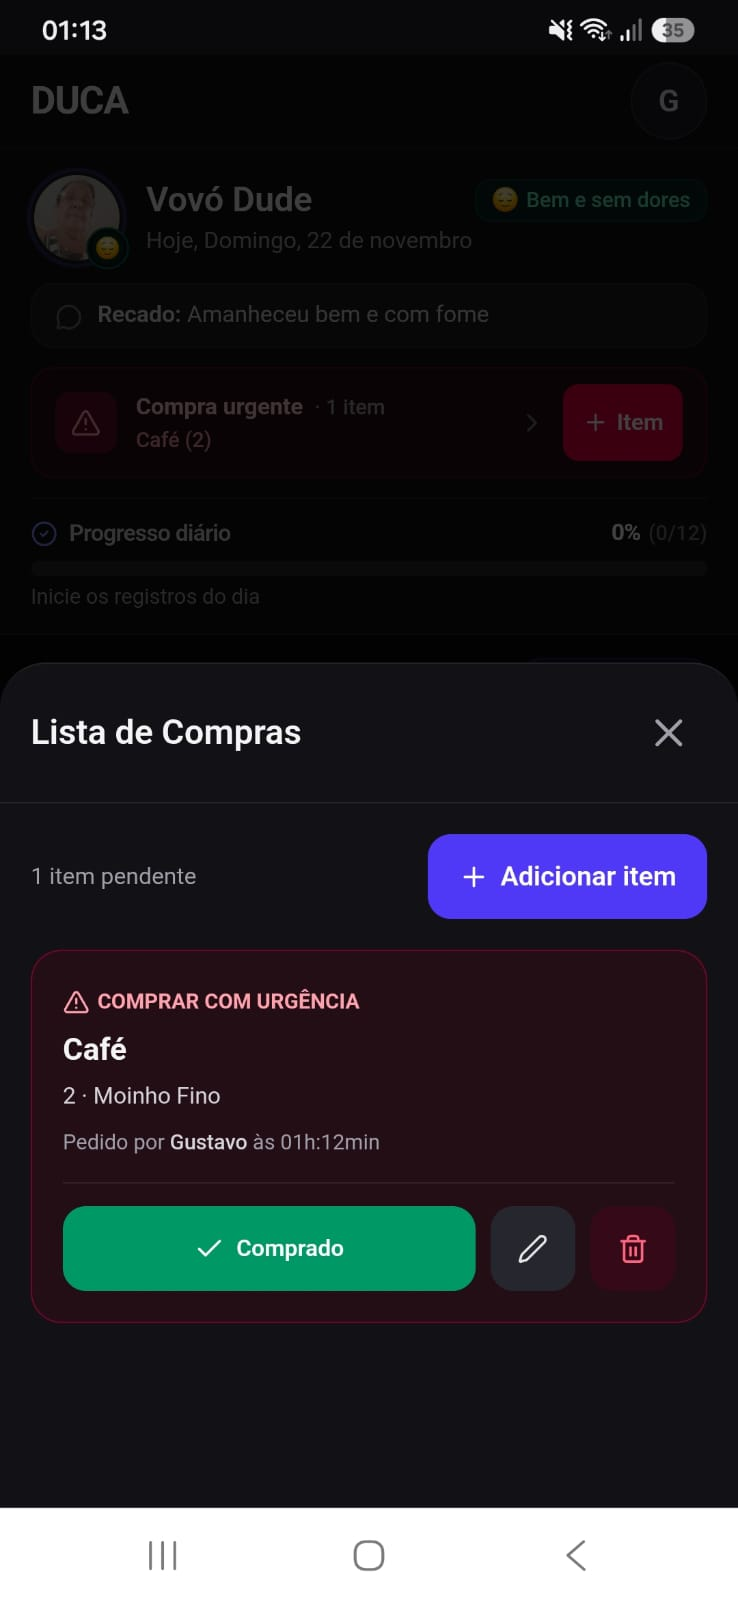 01:13
35
DUCA
G
Vovó Dude
😌 Bem e sem dores
Hoje, Domingo, 22 de novembro
Recado: Amanheceu bem e com fome
Compra urgente · 1 item
Café (2)
+ Item
Progresso diário
0% (0/12)
Inicie os registros do dia
Lista de Compras
1 item pendente
+ Adicionar item
COMPRAR COM URGÊNCIA
Café
2 · Moinho Fino
Pedido por Gustavo às 01h:12min
Comprado